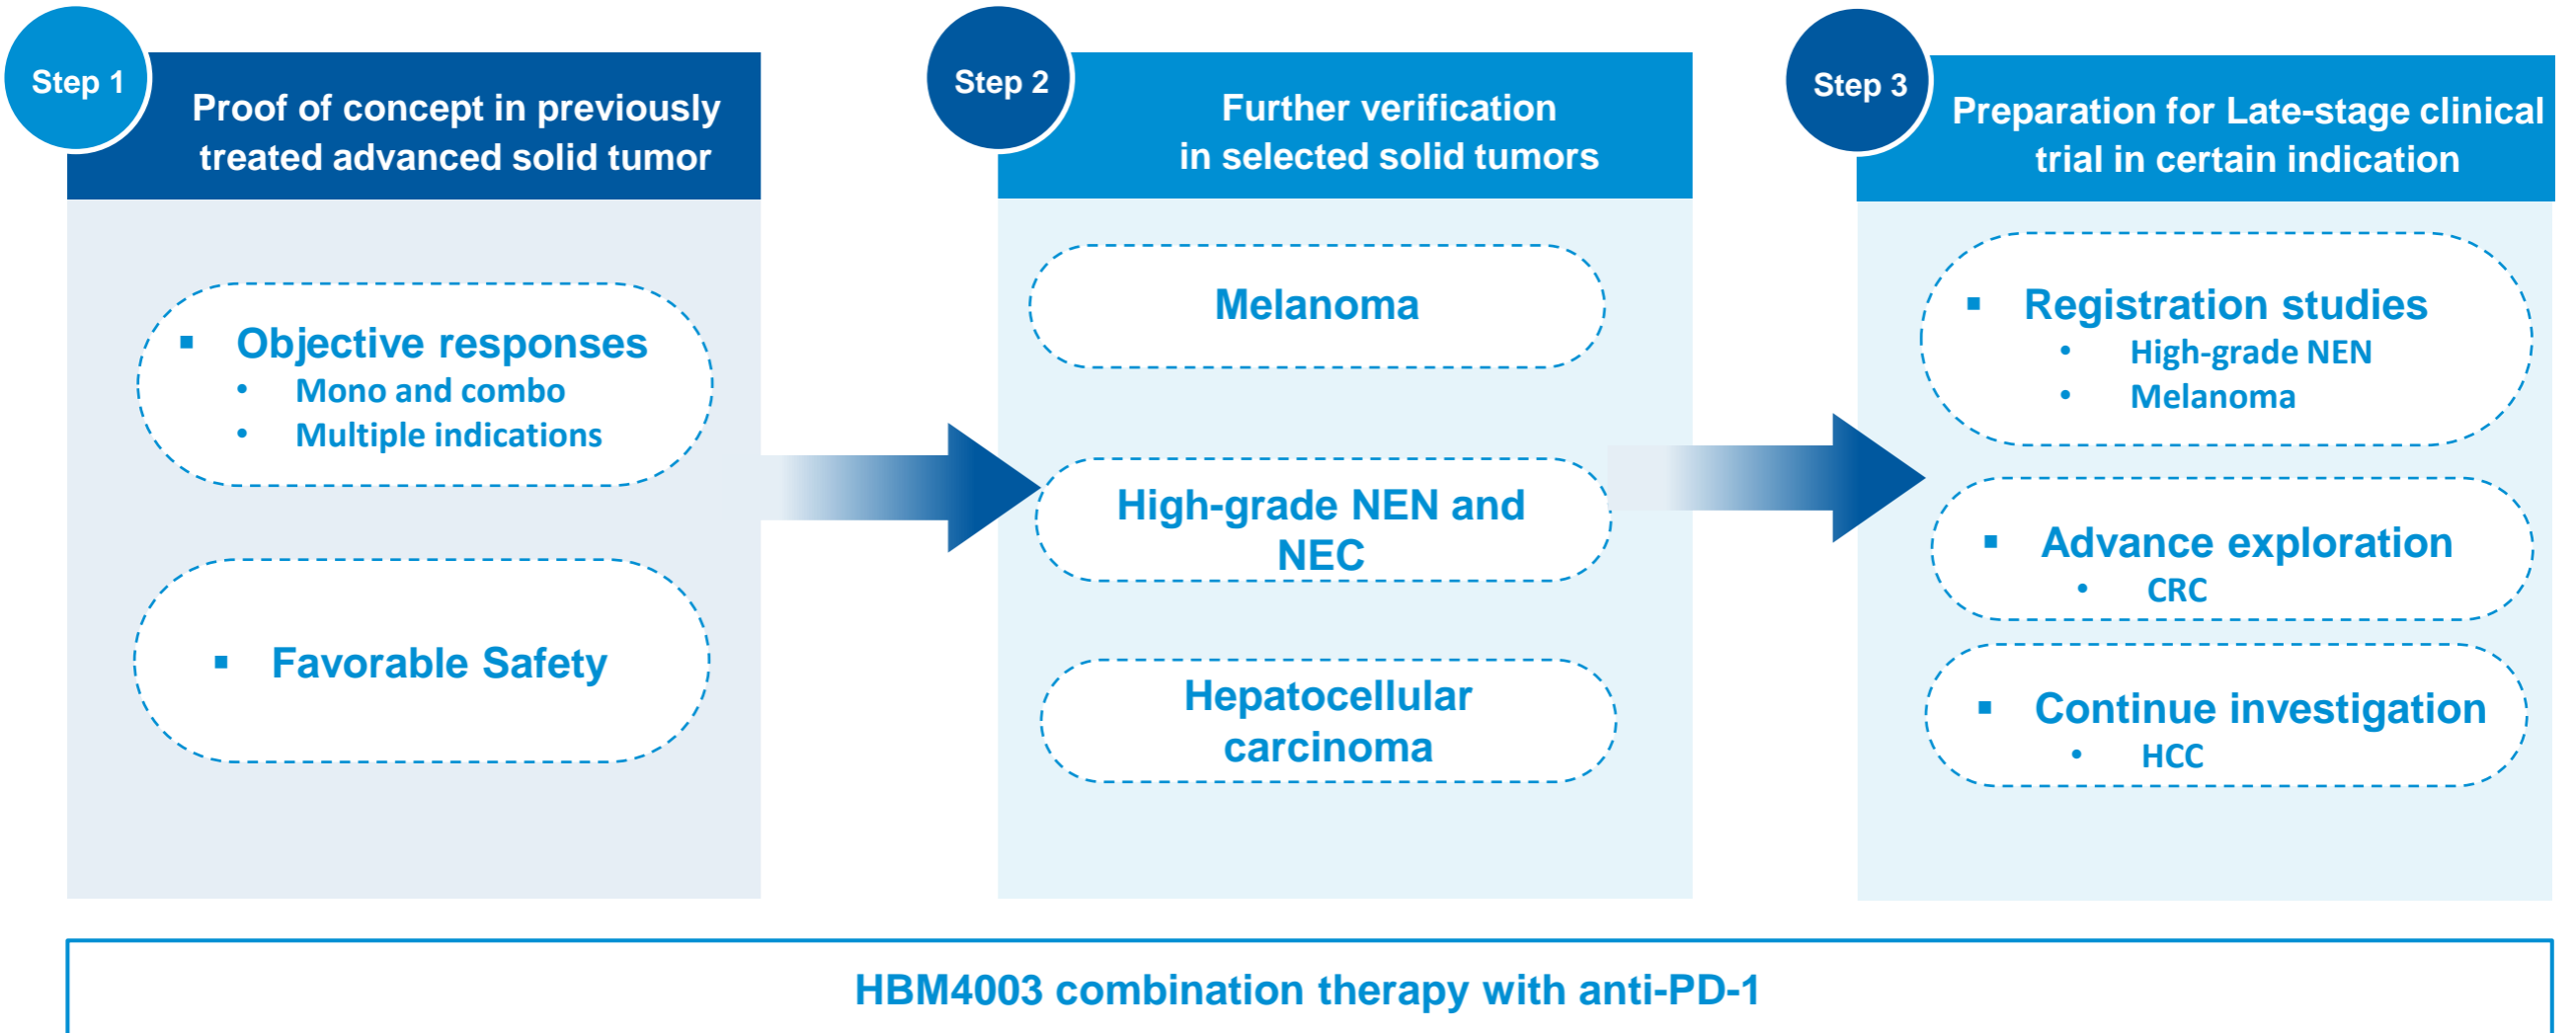 Step 1
Proof of concept in previously
treated advanced solid tumor
▪ Objective responses
• Mono and combo
• Multiple indications
▪ Favorable Safety
Step 2
Further verification
in selected solid tumors
Melanoma
High-grade NEN and
NEC
Hepatocellular
carcinoma
Step 3
Preparation for Late-stage clinical
trial in certain indication
▪ Registration studies
• High-grade NEN
• Melanoma
▪ Advance exploration
• CRC
▪ Continue investigation
• HCC
HBM4003 combination therapy with anti-PD-1